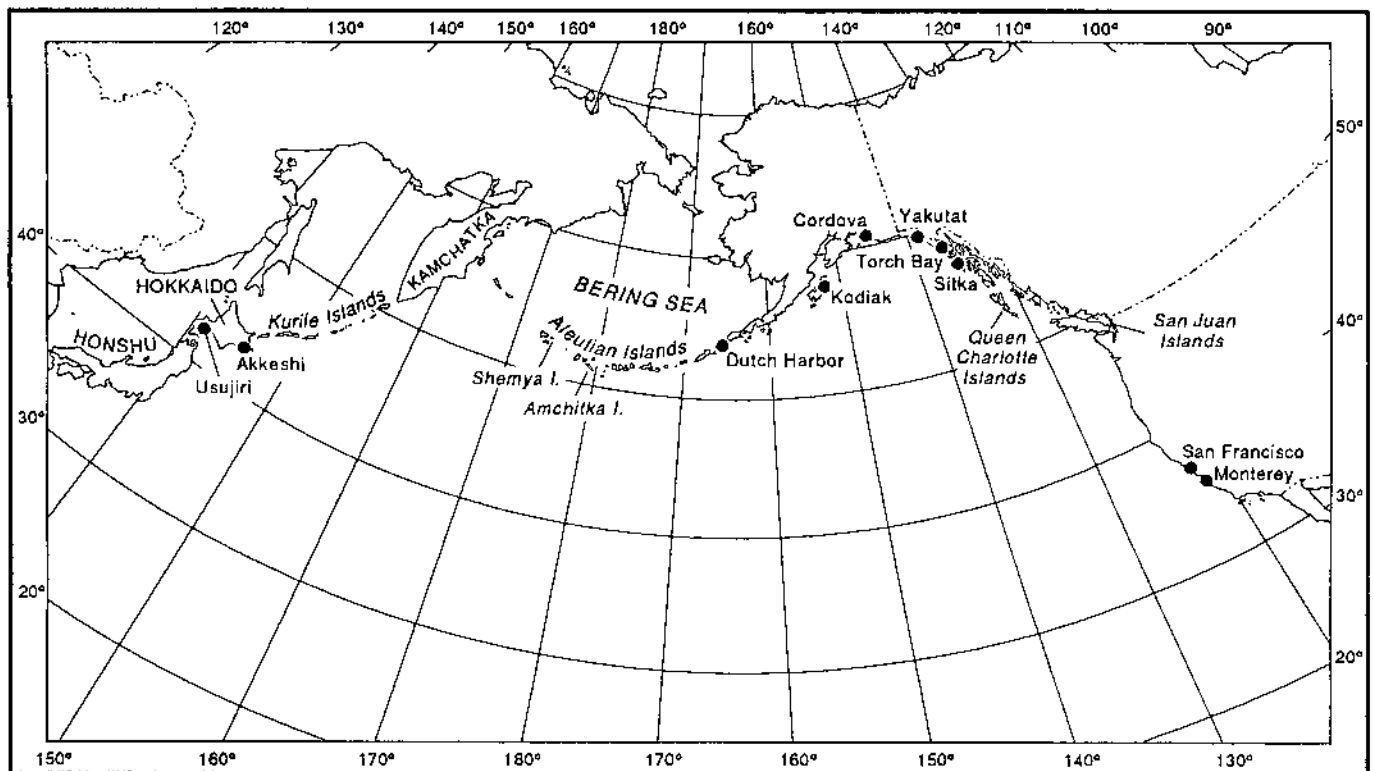 120° 130° 140° 150° 160° 170° 180° 170° 160° 140° 120° 110° 100° 90°
50°
40°
30°
20°
40°
30°
20°
150° 160° 170° 180° 170° 160° 150° 140° 130°
HONSHU
HOKKAIDO
Usujiri
Akkeshi
Kurile Islands
KAMCHATKA
BERING SEA
Aleutian Islands
Shemya I.
Amchitka I.
Dutch Harbor
Kodiak
Cordova
Yakutat
Torch Bay
Sitka
Queen
Charlotte
Islands
San Juan
Islands
San Francisco
Monterey